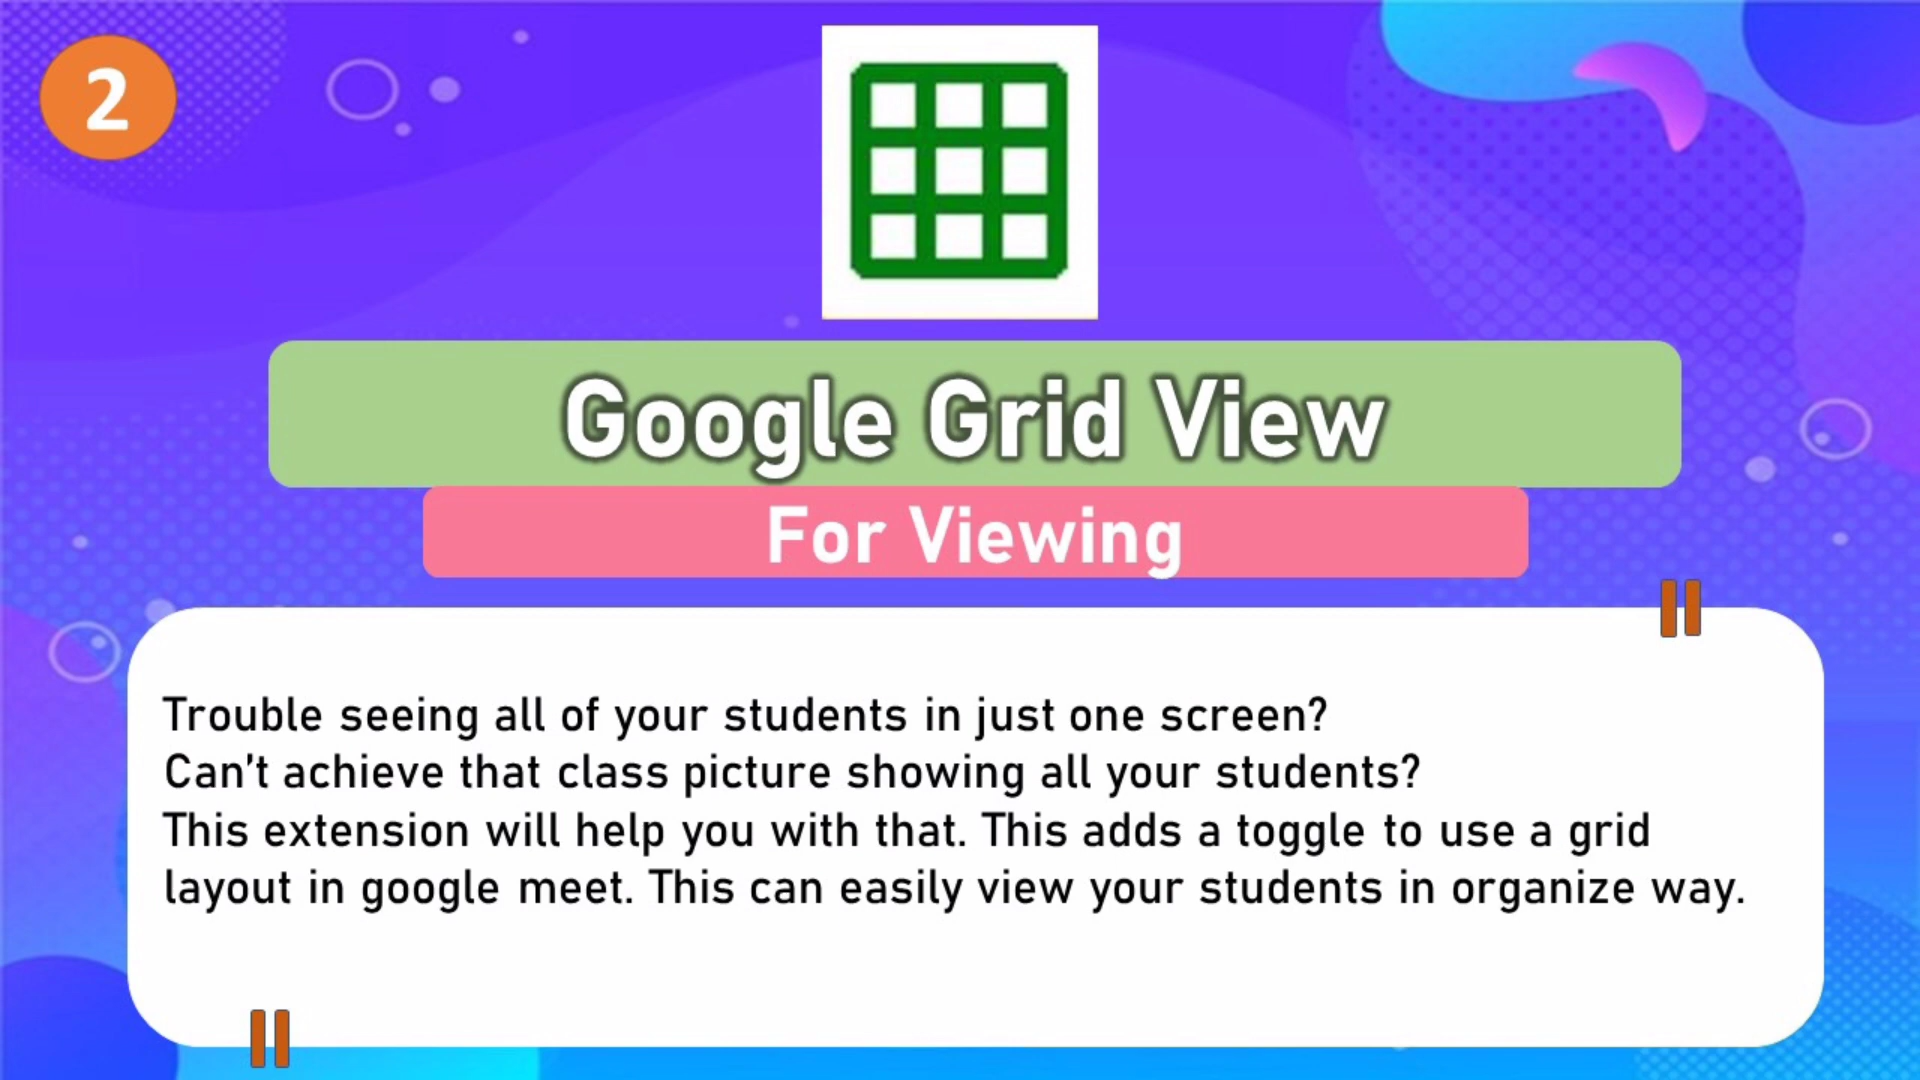 2
Google Grid View
For Viewing
Trouble seeing all of your students in just one screen?
Can't achieve that class picture showing all your students?
This extension will help you with that. This adds a toggle to use a grid
layout in google meet. This can easily view your students in organize way.